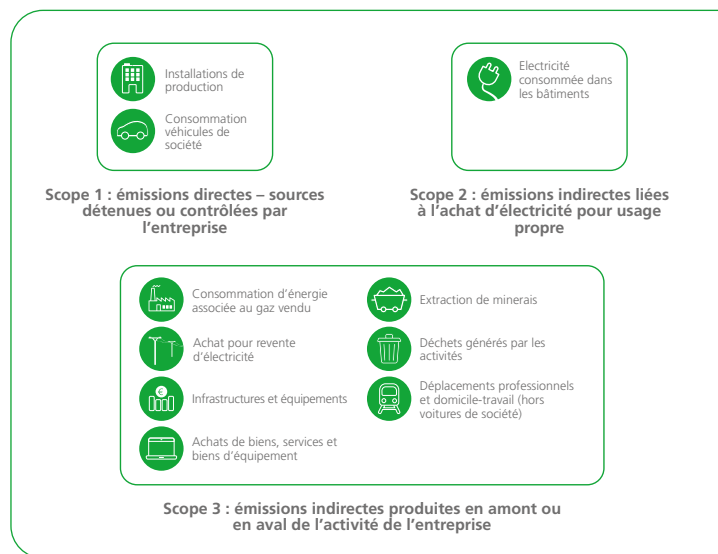 Installations de
production
Consommation
véhicules de
société
Scope 1 : émissions directes – sources
détenues ou contrôlées par
l'entreprise
Electricité
consommée dans
les bâtiments
Scope 2 : émissions indirectes liées
à l'achat d'électricité pour usage
propre
Consommation d'énergie
associée au gaz vendu
Achat pour revente
d'électricité
€
Infrastructures et équipements
Achats de biens, services et
biens d'équipement
Extraction de minerais
Déchets générés par les
activités
Déplacements professionnels
et domicile-travail (hors
voitures de société)
Scope 3 : émissions indirectes produites en amont ou
en aval de l'activité de l'entreprise